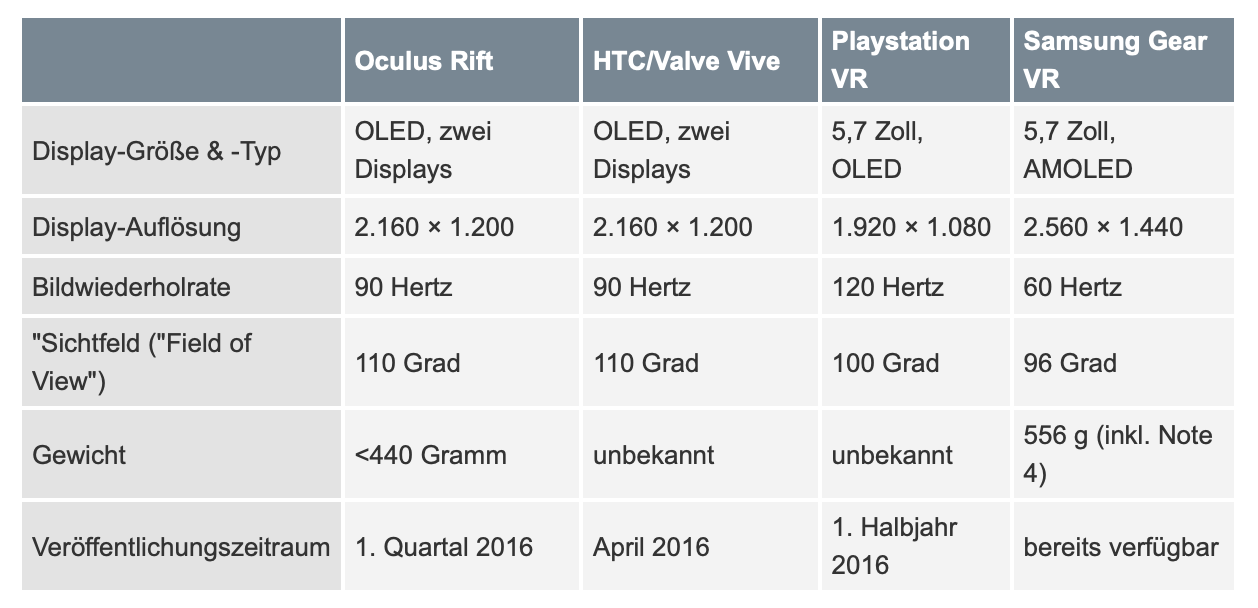 Oculus Rift HTC/Valve Vive Playstation VR Samsung Gear VR
Display-Größe & -Typ OLED, zwei Displays OLED, zwei Displays 5,7 Zoll, OLED 5,7 Zoll, AMOLED
Display-Auflösung 2.160 × 1.200 2.160 × 1.200 1.920 × 1.080 2.560 × 1.440
Bildwiederholrate 90 Hertz 90 Hertz 120 Hertz 60 Hertz
"Sichtfeld ("Field of View") 110 Grad 110 Grad 100 Grad 96 Grad
Gewicht <440 Gramm unbekannt unbekannt 556 g (inkl. Note 4)
Veröffentlichungszeitraum 1. Quartal 2016 April 2016 1. Halbjahr 2016 bereits verfügbar